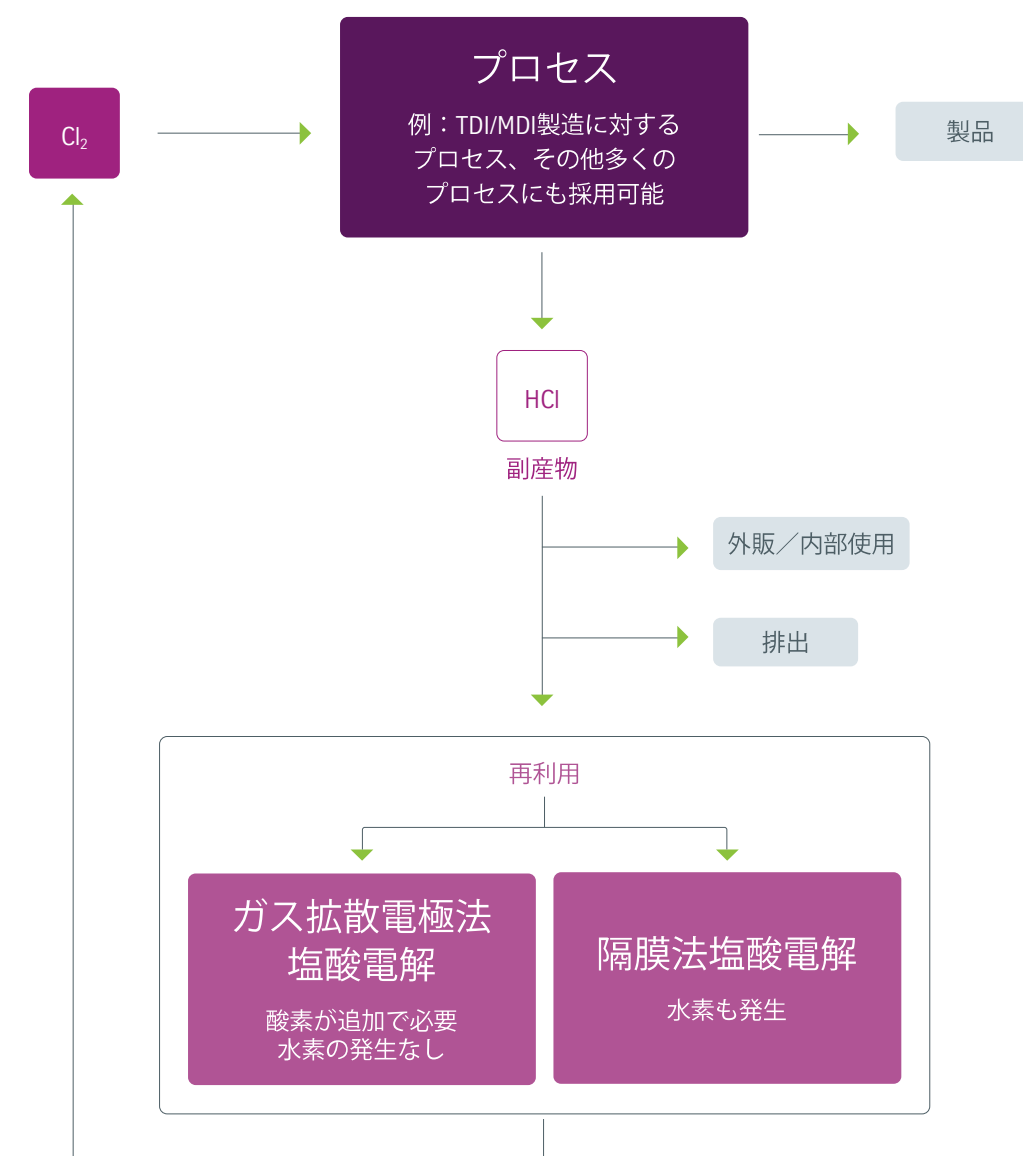 プロセス
例：TDI/MDI製造に対する
プロセス、その他多くの
プロセスにも採用可能
Cl₂
製品
HCl
副産物
外販／内部使用
排出
再利用
ガス拡散電極法
塩酸電解
酸素が追加で必要
水素の発生なし
隔膜法塩酸電解
水素も発生